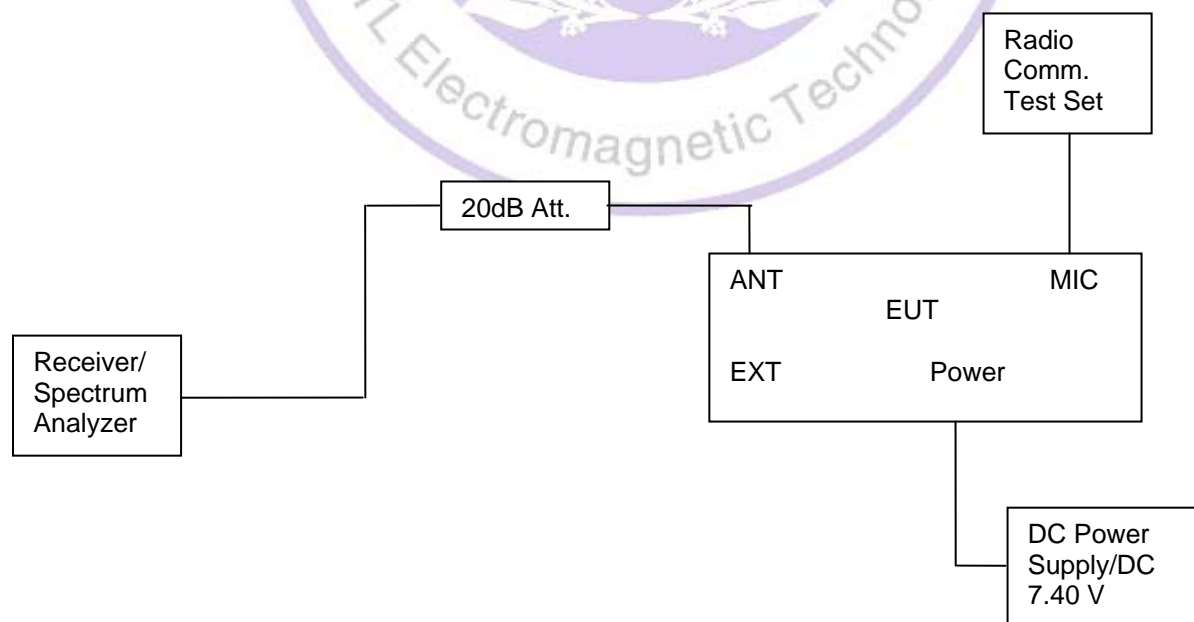 TL Electromagnetic Techno
Radio
Comm.
Test Set
20dB Att.
ANT
MIC
EUT
Receiver/
Spectrum
Analyzer
EXT
Power
DC Power
Supply/DC
7.40 V